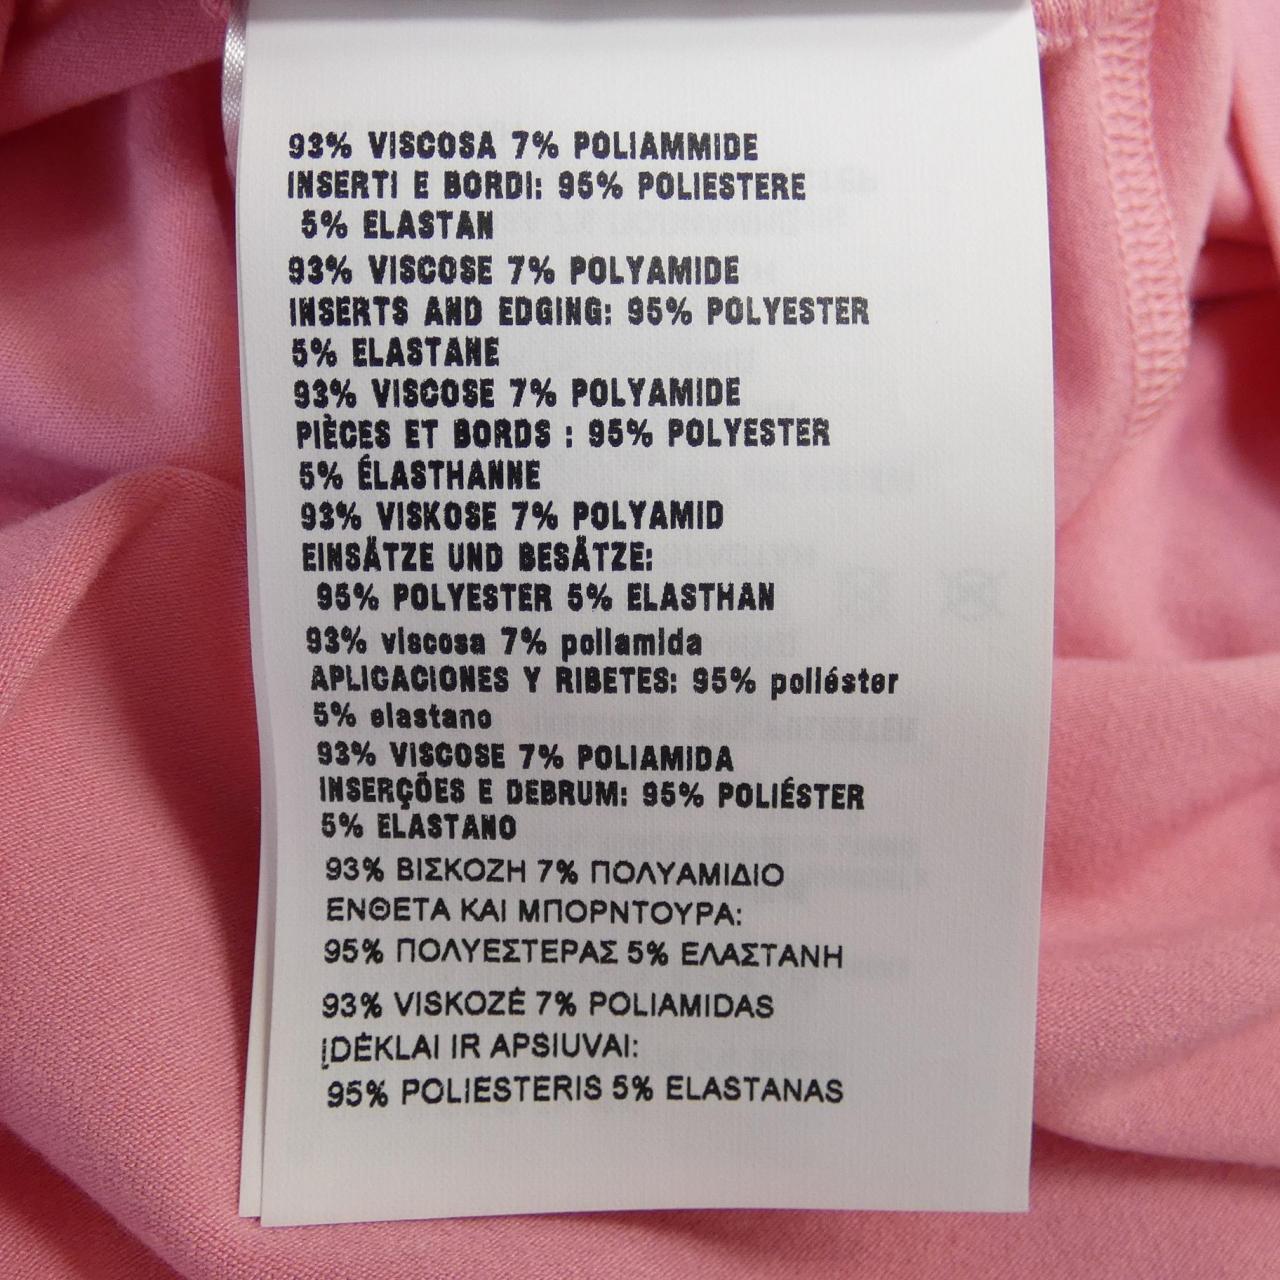 93% VISCOSA 7% POLIAMMIDE
INSERTI E BORDI: 95% POLIESTERE
5% ELASTAN
93% VISCOSE 7% POLYAMIDE
INSERTS AND EDGING: 95% POLYESTER
5% ELASTANE
93% VISCOSE 7% POLYAMIDE
PIÈCES ET BORDS : 95% POLYESTER
5% ÉLASTHANNE
93% VISKOSE 7% POLYAMID
EINSÄTZE UND BESÄTZE:
95% POLYESTER 5% ELASTHAN
93% viscosa 7% poliamida
APLICACIONES Y RIBETES: 95% poliéster
5% elastano
93% VISCOSE 7% POLIAMIDA
INSERÇÕES E DEBRUM: 95% POLIÉSTER
5% ELASTANO
93% ΒΙΣΚΟΖΗ 7% ΠΟΛΥΑΜΙΔΙΟ
ΕΝΘΕΤΑ ΚΑΙ ΜΠΟΡΝΤΟΥΡΑ:
95% ΠΟΛΥΕΣΤΕΡΑΣ 5% ΕΛΑΣΤΑΝΗ
93% VISKOZĖ 7% POLIAMIDAS
ĮDĖKLAI IR APSIUVAI:
95% POLIESTERIS 5% ELASTANAS